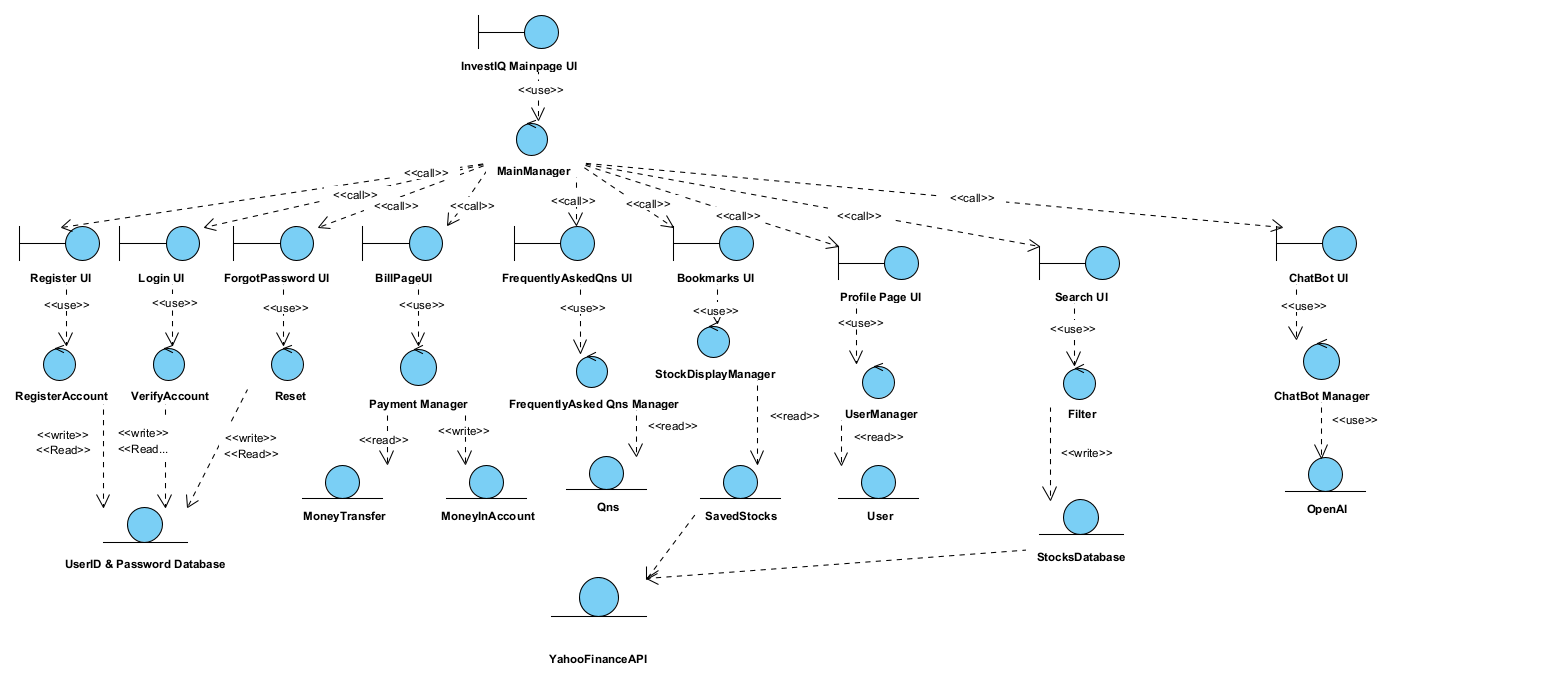 InvestIQ Mainpage UI
<<use>>
MainManager
<<call>>
<<call>>
<<call>>
<<call>>
<<call>>
<<call>>
<<call>>
<<call>>
<<call>>
Register UI
Login UI
ForgotPassword UI
BillPageUI
FrequentlyAskedQns UI
Bookmarks UI
Profile Page UI
Search UI
ChatBot UI
<<use>>
<<use>>
<<use>>
<<use>>
<<use>>
<<use>>
<<use>>
<<use>>
<<use>>
RegisterAccount
VerifyAccount
Reset
Payment Manager
FrequentlyAsked Qns Manager
StockDisplayManager
UserManager
Filter
ChatBot Manager
<<write>>
<<Read>>
<<write>>
<<Read...
<<write>>
<<Read>>
<<read>>
<<write>>
<<read>>
<<read>>
<<read>>
<<write>>
<<use>>
MoneyTransfer
MoneyInAccount
Qns
SavedStocks
User
StocksDatabase
OpenAI
UserID & Password Database
YahooFinanceAPI